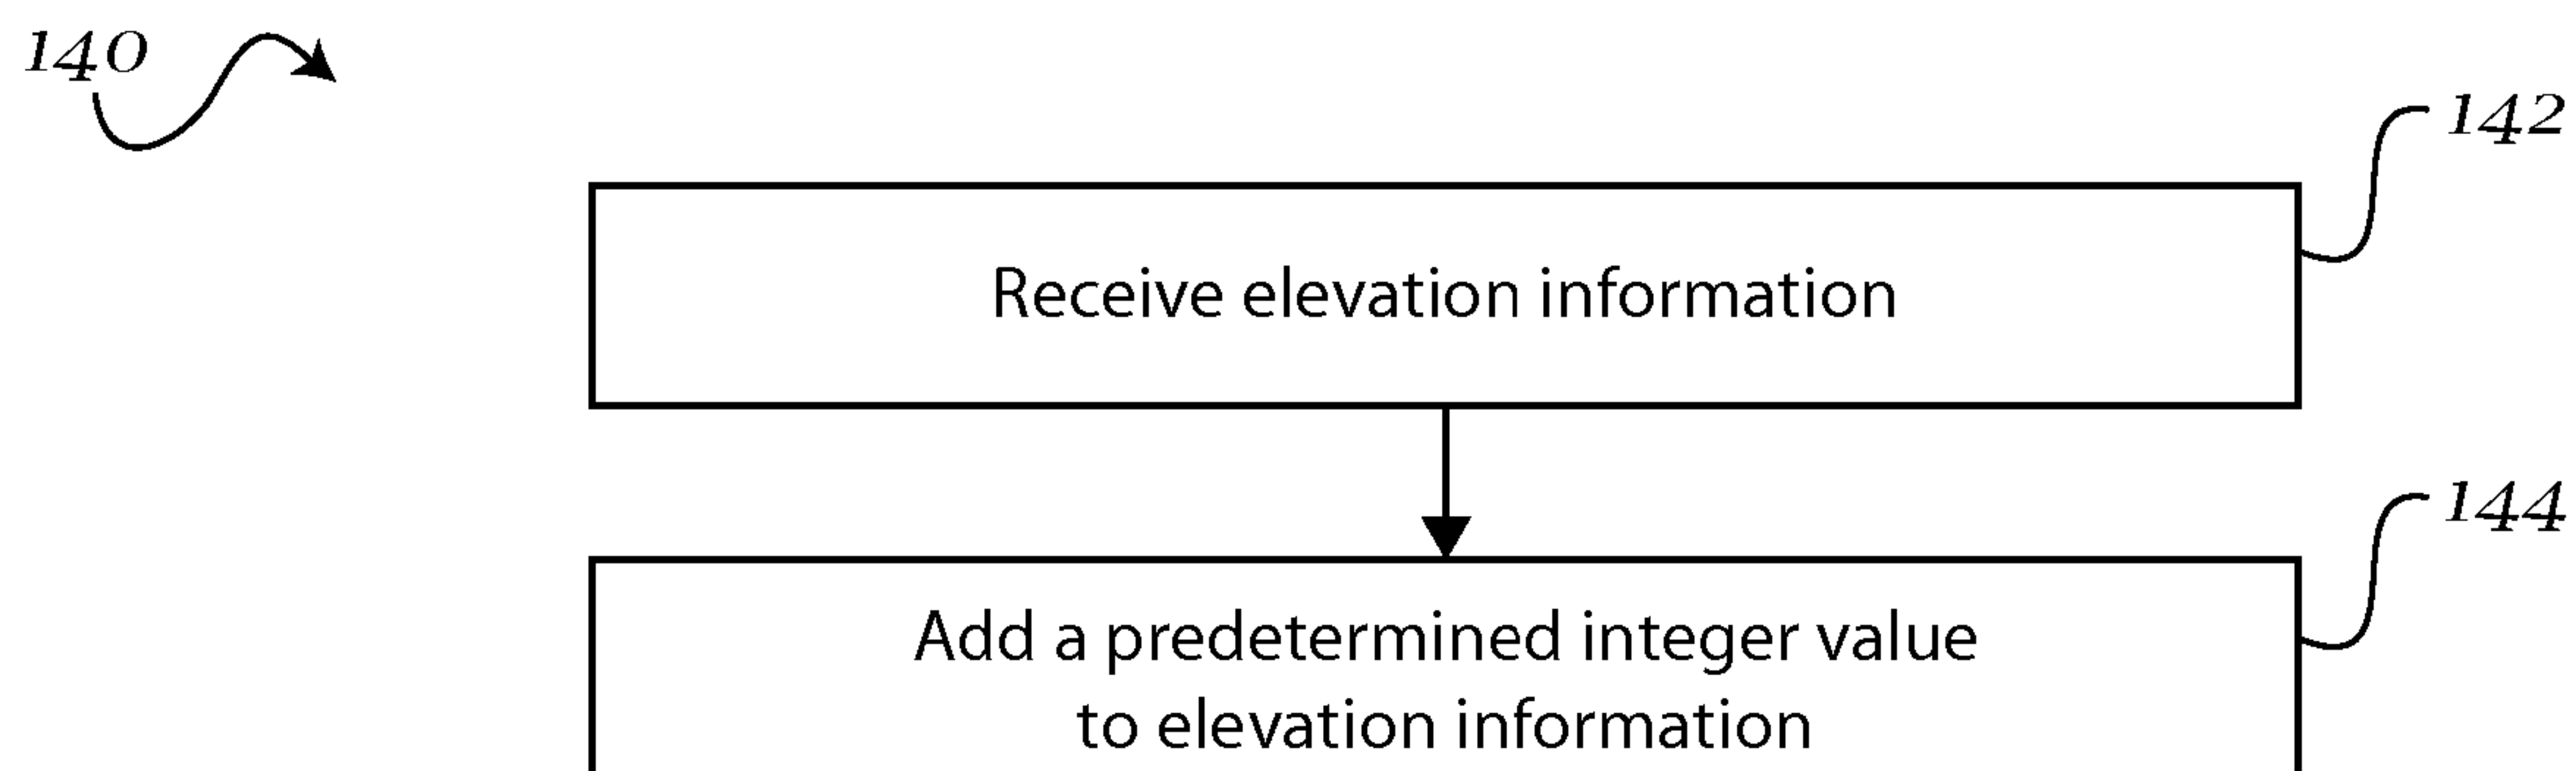 140
142
Receive elevation information
144
Add a predetermined integer value
to elevation information